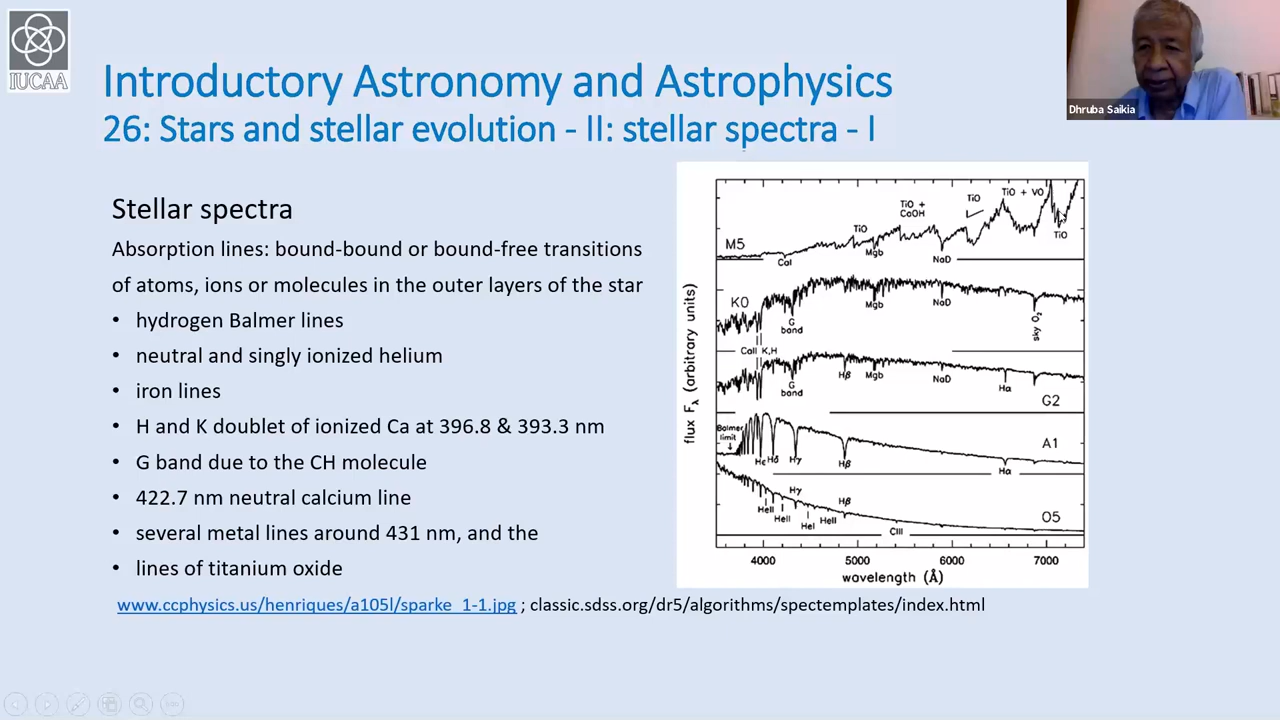 IUCAA
Introductory Astronomy and Astrophysics
26: Stars and stellar evolution - II: stellar spectra - I
Dhruba Saikia
Stellar spectra
Absorption lines: bound-bound or bound-free transitions
of atoms, ions or molecules in the outer layers of the star
• hydrogen Balmer lines
• neutral and singly ionized helium
• iron lines
• H and K doublet of ionized Ca at 396.8 & 393.3 nm
• G band due to the CH molecule
• 422.7 nm neutral calcium line
• several metal lines around 431 nm, and the
• lines of titanium oxide
flux Fλ (arbitrary units)
TiO + VO
TiO
TiO +
CaOH
TiO
TiO
M5
CaI
Mgb
NaD
K0
G
band
Mgb
NaD
sky O2
CaII K,H
G
band
Hβ
Mgb
NaD
Hα
G2
Balmer
limit
Hε Hδ Hγ
Hβ
Hα
A1
Hγ
Hβ
HeII
HeII
HeI
HeII
CIII
O5
4000 5000 6000 7000
wavelength (Å)
www.ccphysics.us/henriques/a105l/sparke_1-1.jpg ; classic.sdss.org/dr5/algorithms/spectemplates/index.html